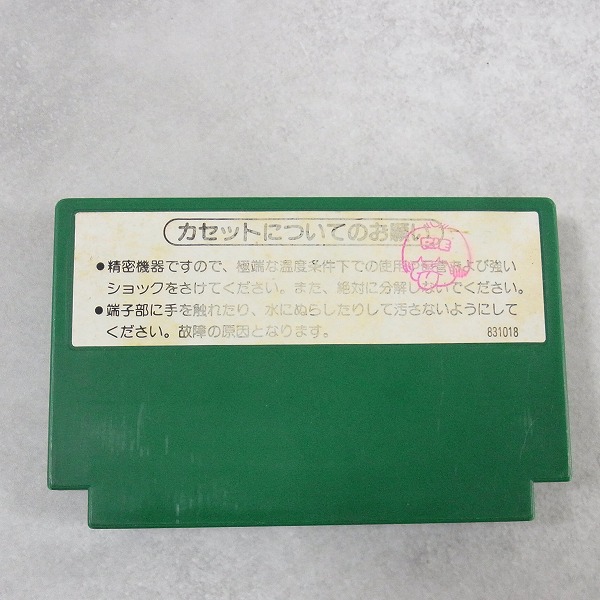 カセットについてのお願い
●精密機器ですので、極端な温度条件下での使用や保管および強い
ショックをさけてください。また、絶対に分解しないでください。
●端子部に手を触れたり、水にぬらしたりして汚さないようにして
ください。故障の原因となります。
831018